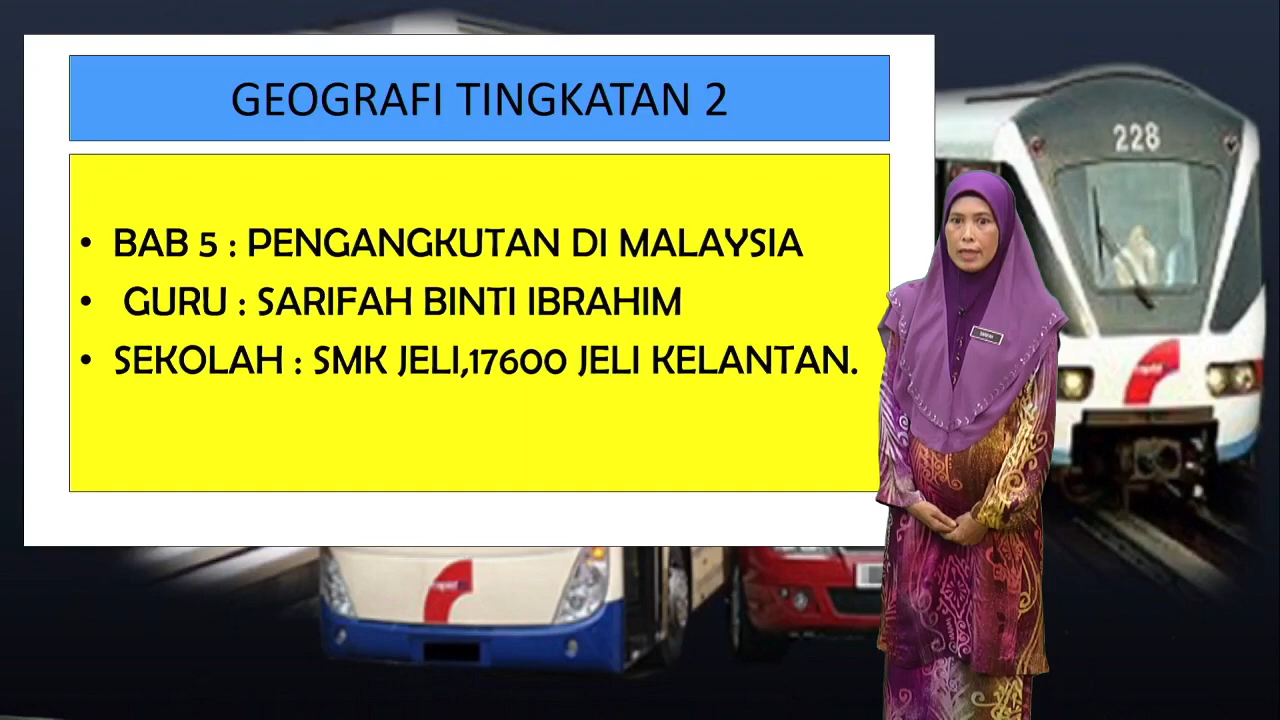 GEOGRAFI TINGKATAN 2
• BAB 5 : PENGANGKUTAN DI MALAYSIA
• GURU : SARIFAH BINTI IBRAHIM
• SEKOLAH : SMK JELI,17600 JELI KELANTAN.
228